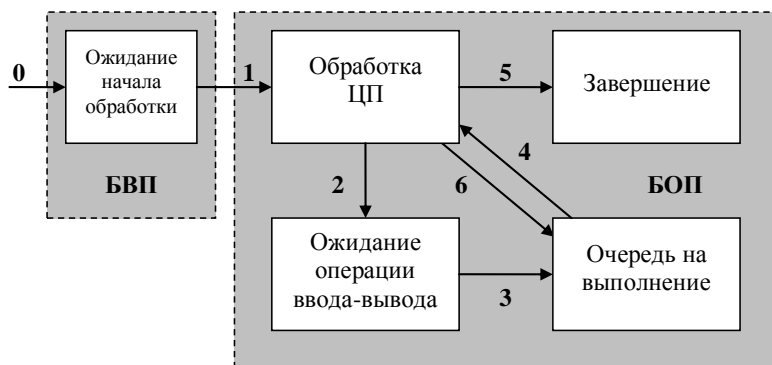 0
Ожидание
начала
обработки
1
Обработка
ЦП
5
Завершение
БВП
2
6
4
БОП
Ожидание
операции
ввода-вывода
3
Очередь на
выполнение